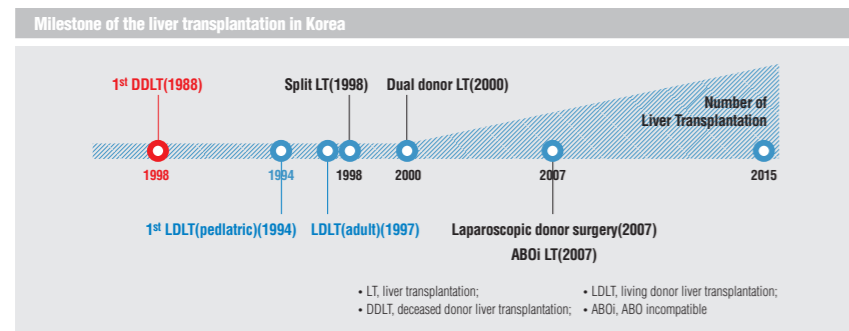 Milestone of the liver transplantation in Korea
1st DDLT(1988)
Split LT(1998)
Dual donor LT(2000)
Number of
Liver Transplantation
1998
1994
1998
2000
2007
2015
1st LDLT(pedlatric)(1994)
LDLT(adult)(1997)
Laparoscopic donor surgery(2007)
ABOi LT(2007)
• LT, liver transplantation;
• LDLT, living donor liver transplantation;
• DDLT, deceased donor liver transplantation;
• ABOi, ABO incompatible